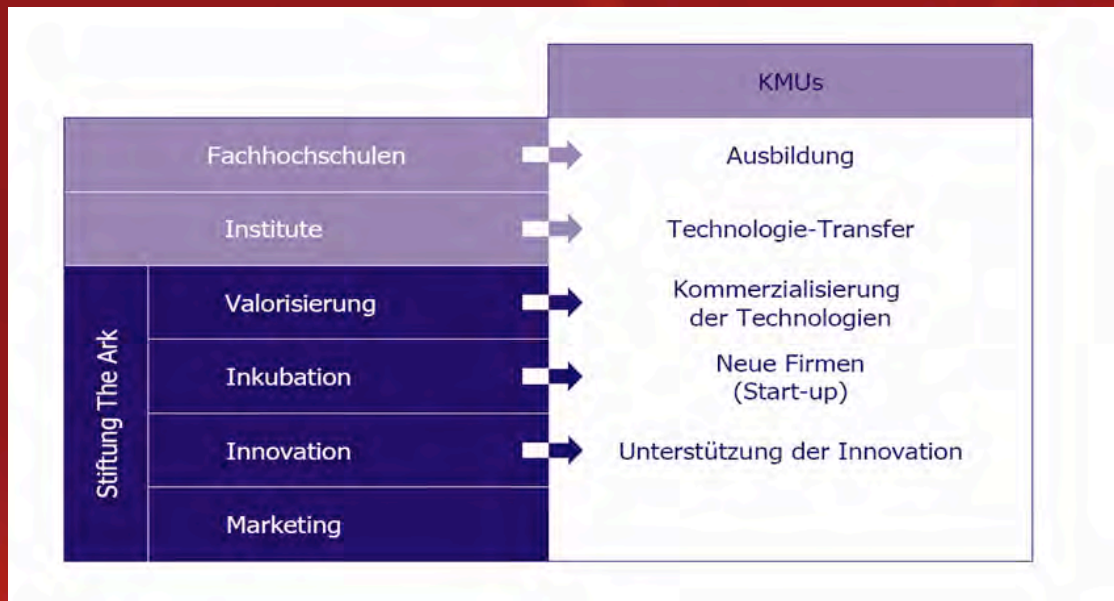 KMUs
Fachhochschulen
Ausbildung
Institute
Technologie-Transfer
Stiftung The Ark
Valorisierung
Kommerzialisierung
der Technologien
Inkubation
Neue Firmen
(Start-up)
Innovation
Unterstützung der Innovation
Marketing